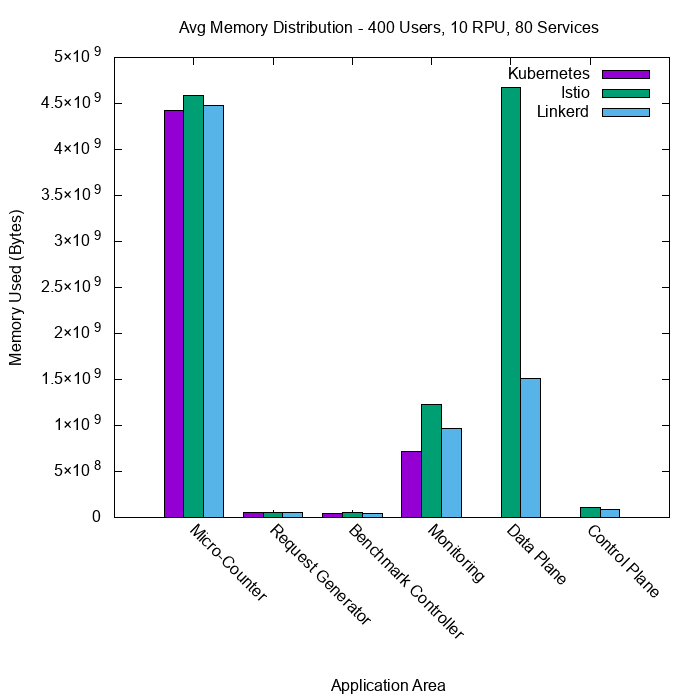 Avg Memory Distribution - 400 Users, 10 RPU, 80 Services
Kubernetes
Istio
Linkerd
Memory Used (Bytes)
5×10⁹
4.5×10⁹
4×10⁹
3.5×10⁹
3×10⁹
2.5×10⁹
2×10⁹
1.5×10⁹
1×10⁹
5×10⁸
0
Micro-Counter
Request Generator
Benchmark Controller
Monitoring
Data Plane
Control Plane
Application Area